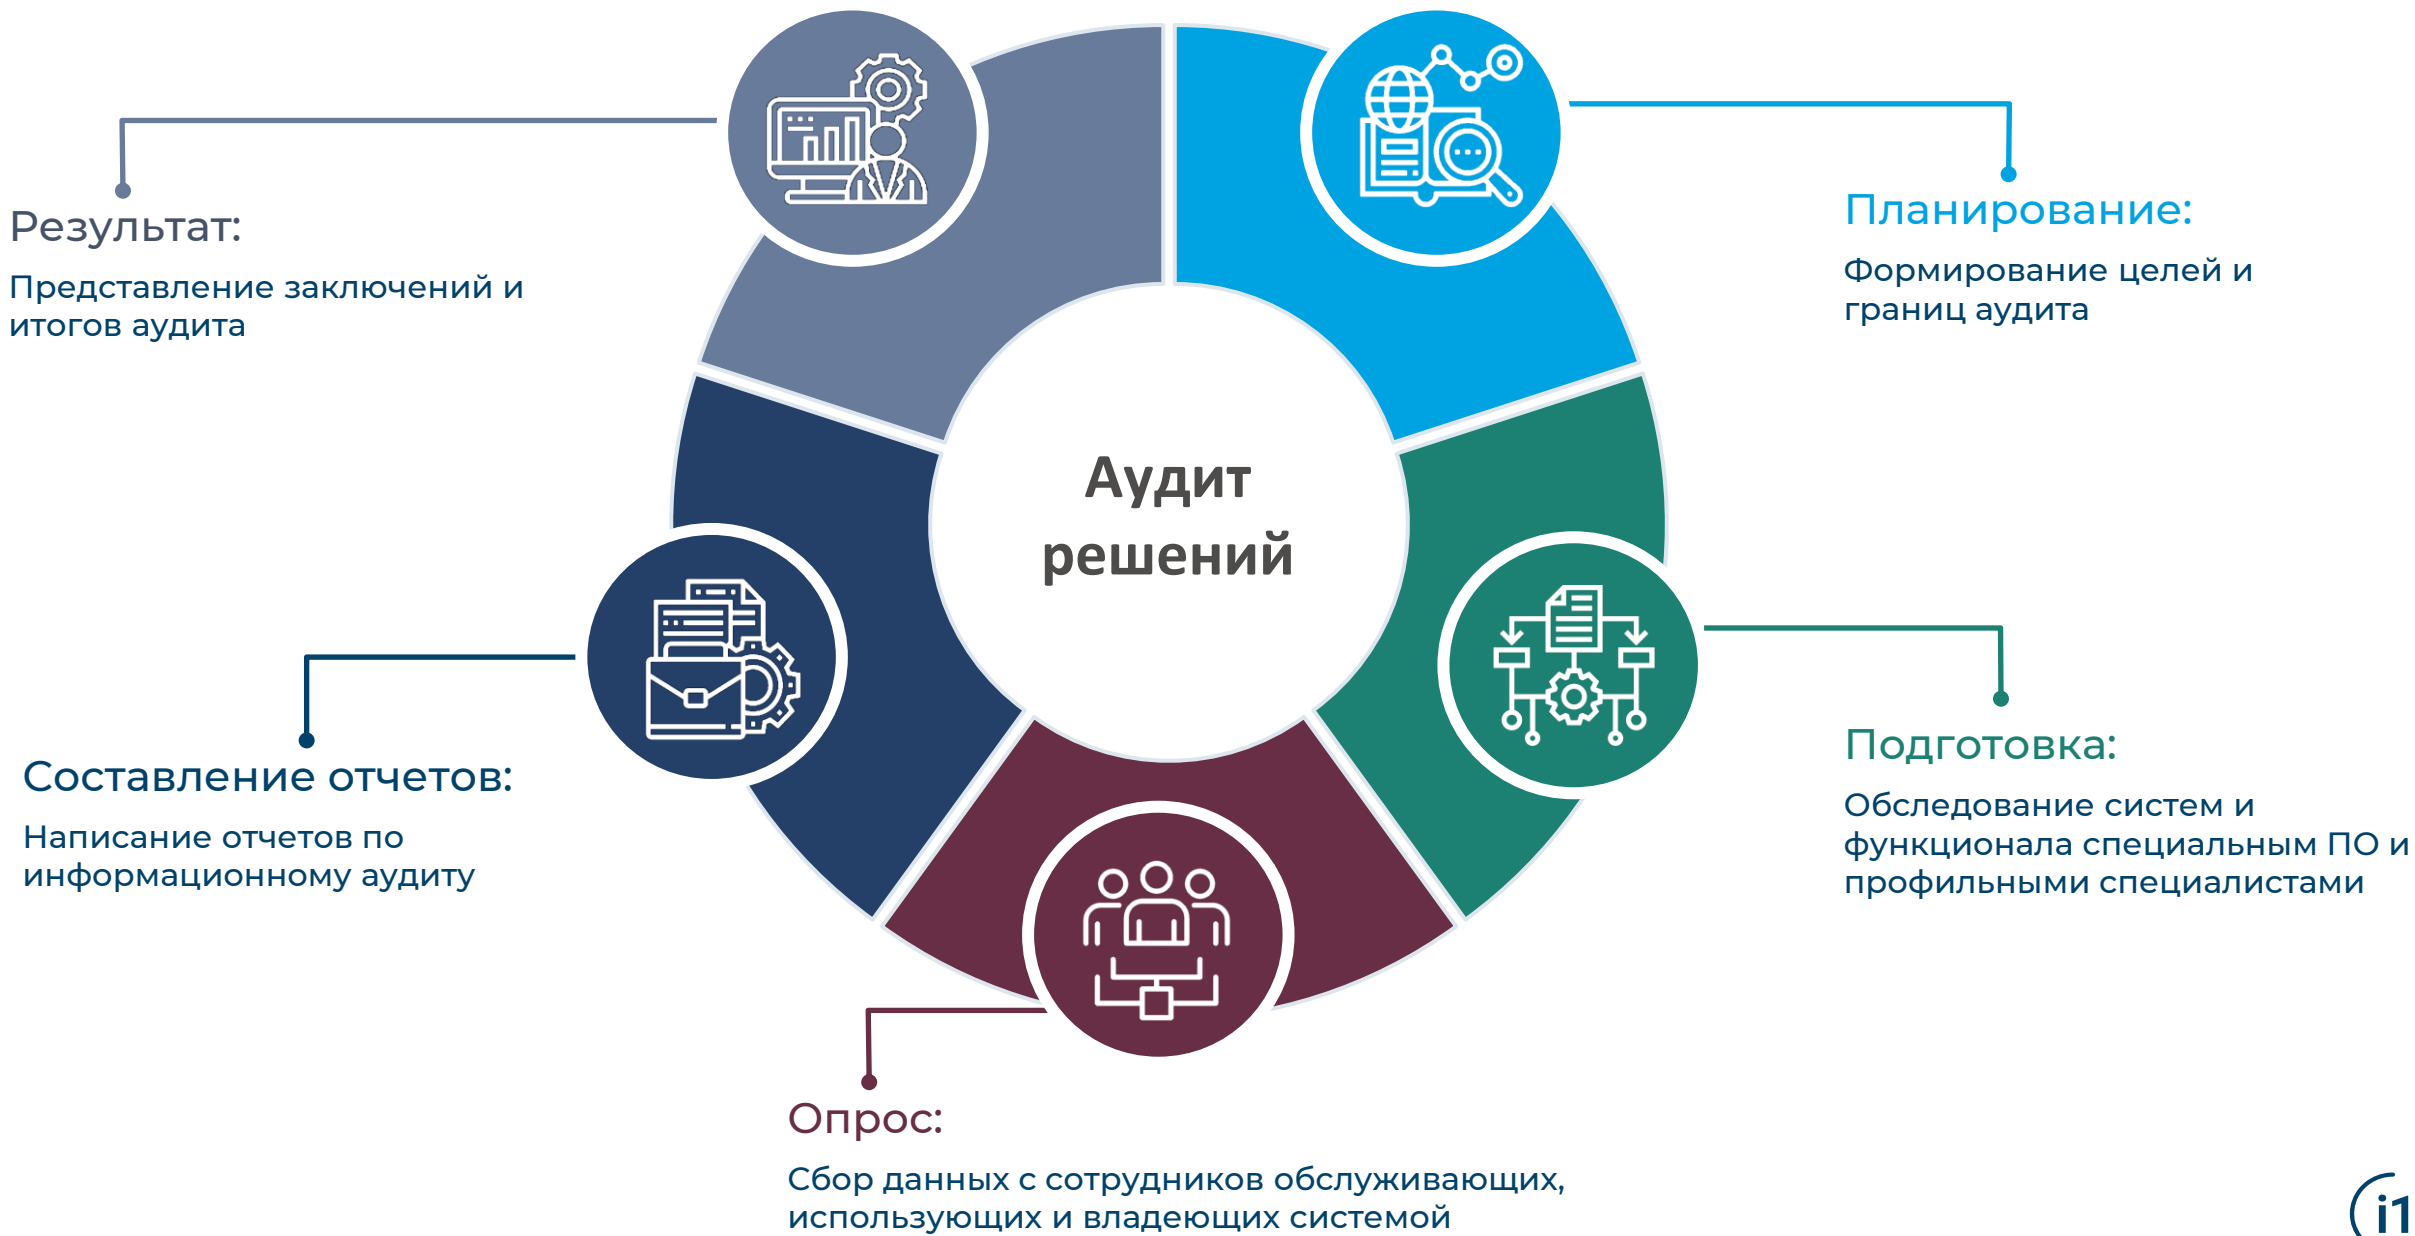 Аудит
решений
Планирование:
Формирование целей и
границ аудита
Подготовка:
Обследование систем и
функционала специальным ПО и
профильными специалистами
Опрос:
Сбор данных с сотрудников обслуживающих,
использующих и владеющих системой
Составление отчетов:
Написание отчетов по
информационному аудиту
Результат:
Представление заключений и
итогов аудита
i1